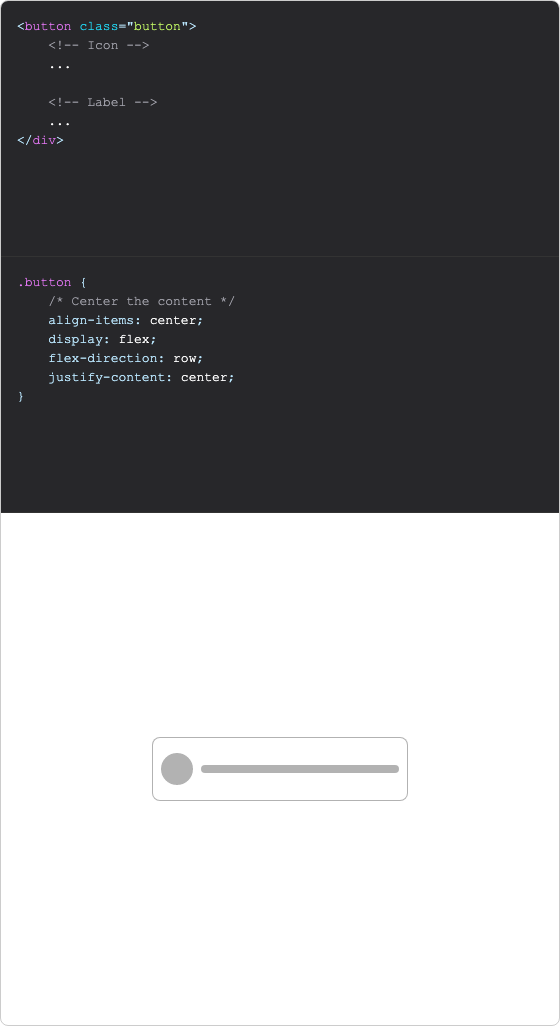 <button class="button">
    <!-- Icon -->
    ...
    <!-- Label -->
    ...
</div>
.button {
    /* Center the content */
    align-items: center;
    display: flex;
    flex-direction: row;
    justify-content: center;
}